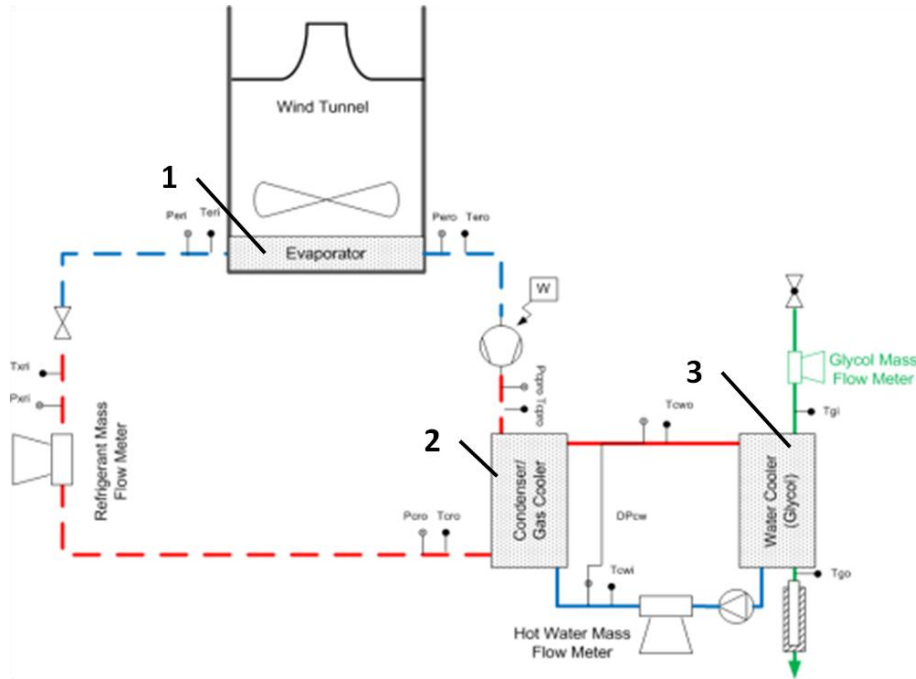 Wind Tunnel
1
Peri
Teri
Pero
Tero
Evaporator
W
Txri
Pxri
Refrigerant Mass
Flow Meter
Pcpro
Tcpro
Glycol Mass
Flow Meter
3
Tcwo
Tgi
2
Condenser/
Gas Cooler
Water Cooler
(Glycol)
DPcw
Pcro
Tcro
Tcwi
Tgo
Hot Water Mass
Flow Meter